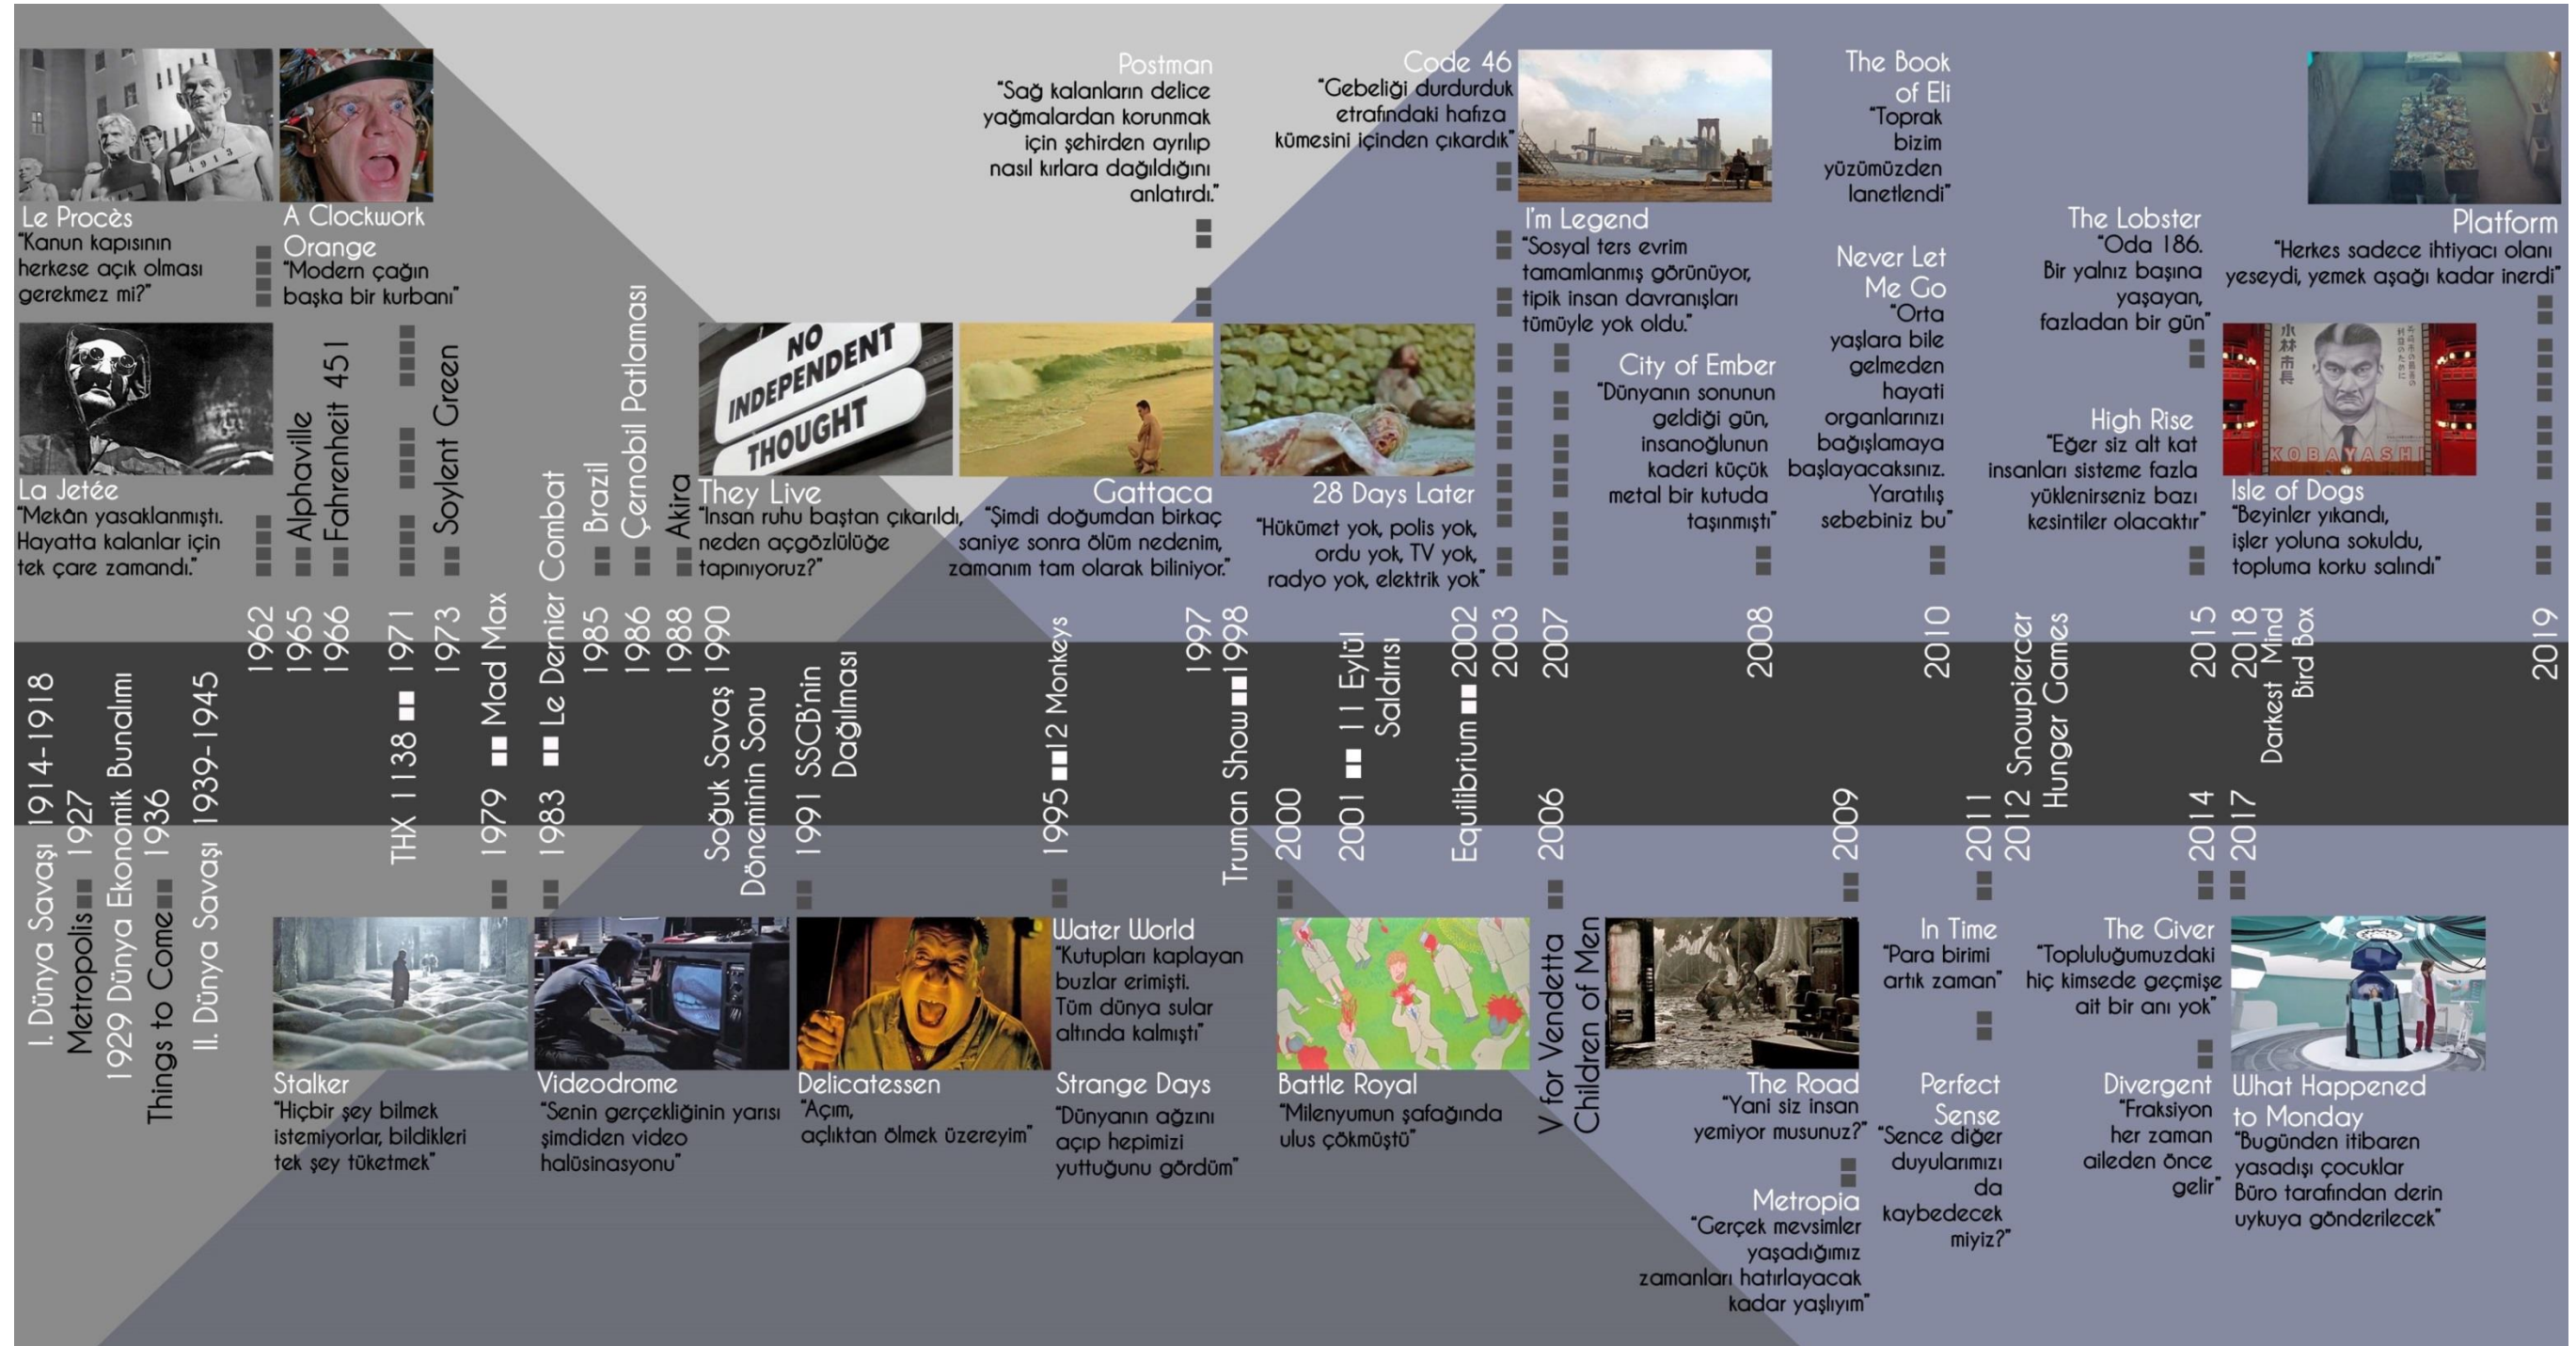 Le Procès
"Kanun kapısının
herkese açık olması
gerekmez mi?"
4913
A Clockwork
Orange
"Modern çağın
başka bir kurbanı"
La Jetée
"Mekân yasaklanmıştı.
Hayatta kalanlar için
tek çare zamandı."
Alphaville
Fahrenheit 451
Soylent Green
Brazil
Çernobil Patlaması
Akira
NO
INDEPENDENT
THOUGHT
They Live
"İnsan ruhu baştan çıkarıldı,
neden açgözlülüğe
tapınıyoruz?"
Postman
"Sağ kalanların delice
yağmalardan korunmak
için şehirden ayrılıp
nasıl kırlara dağıldığını
anlatırdı."
Gattaca
"Şimdi doğumdan birkaç
saniye sonra ölüm nedenim,
zamanım tam olarak biliniyor."
Code 46
"Gebeliği durdurduk
etrafındaki hafıza
kümesini içinden çıkardık"
28 Days Later
"Hükümet yok, polis yok,
ordu yok, TV yok,
radyo yok, elektrik yok"
I'm Legend
"Sosyal ters evrim
tamamlanmış görünüyor,
tipik insan davranışları
tümüyle yok oldu."
City of Ember
"Dünyanın sonunun
geldiği gün,
insanoğlunun
kaderi küçük
metal bir kutuda
taşınmıştı"
The Book
of Eli
"Toprak
bizim
yüzümüzden
lanetlendi"
Never Let
Me Go
"Orta
yaşlara bile
gelmeden
hayati
organlarınızı
bağışlamaya
başlayacaksınız.
Yaratılış
sebebiniz bu"
The Lobster
"Oda 186.
Bir yalnız başına
yaşayan,
fazladan bir gün"
High Rise
"Eğer siz alt kat
insanları sisteme fazla
yüklenirseniz bazı
kesintiler olacaktır"
Platform
"Herkes sadece ihtiyacı olanı
yeseydi, yemek aşağı kadar inerdi"
小林市長
KOBAYASHI
Isle of Dogs
"Beyinler yıkandı,
işler yoluna sokuldu,
topluma korku salındı"
I. Dünya Savaşı 1914-1918
Metropolis 1927
1929 Dünya Ekonomik Bunalımı
Things to Come 1936
II. Dünya Savaşı 1939-1945
1962
1965
1966
THX 1138 1971
1973
1979 Mad Max
1983 Le Dernier Combat
1985
1986
1988
Soğuk Savaş 1990
Döneminin Sonu
1991 SSCB'nin
Dağılması
1995 12 Monkeys
1997
Truman Show 1998
2000
2001 11 Eylül
Saldırısı
Equilibrium 2002
2003
2006
2007
2008
2009
2010
2011
2012 Snowpiercer
Hunger Games
2014
2015
2017
2018
Darkest Mind
Bird Box
2019
Stalker
"Hiçbir şey bilmek
istemiyorlar, bildikleri
tek şey tüketmek"
Videodrome
"Senin gerçekliğinin yarısı
şimdiden video
halüsinasyonu"
Delicatessen
"Açım,
açlıktan ölmek üzereyim"
Water World
"Kutupları kaplayan
buzlar erimişti.
Tüm dünya sular
altında kalmıştı"
Strange Days
"Dünyanın ağzını
açıp hepimizi
yuttuğunu gördüm"
Battle Royal
"Milenyumun şafağında
ulus çökmüştü"
V for Vendetta
Children of Men
The Road
"Yani siz insan
yemiyor musunuz?"
Metropia
"Gerçek mevsimler
yaşadığımız
zamanları hatırlayacak
kadar yaşlıyım"
In Time
"Para birimi
artık zaman"
Perfect
Sense
"Sence diğer
duyularımızı
da
kaybedecek
miyiz?"
The Giver
"Topluluğumuzdaki
hiç kimsede geçmişe
ait bir anı yok"
Divergent
"Fraksiyon
her zaman
aileden önce
gelir"
What Happened
to Monday
"Bugünden itibaren
yasadışı çocuklar
Büro tarafından derin
uykuya gönderilecek"